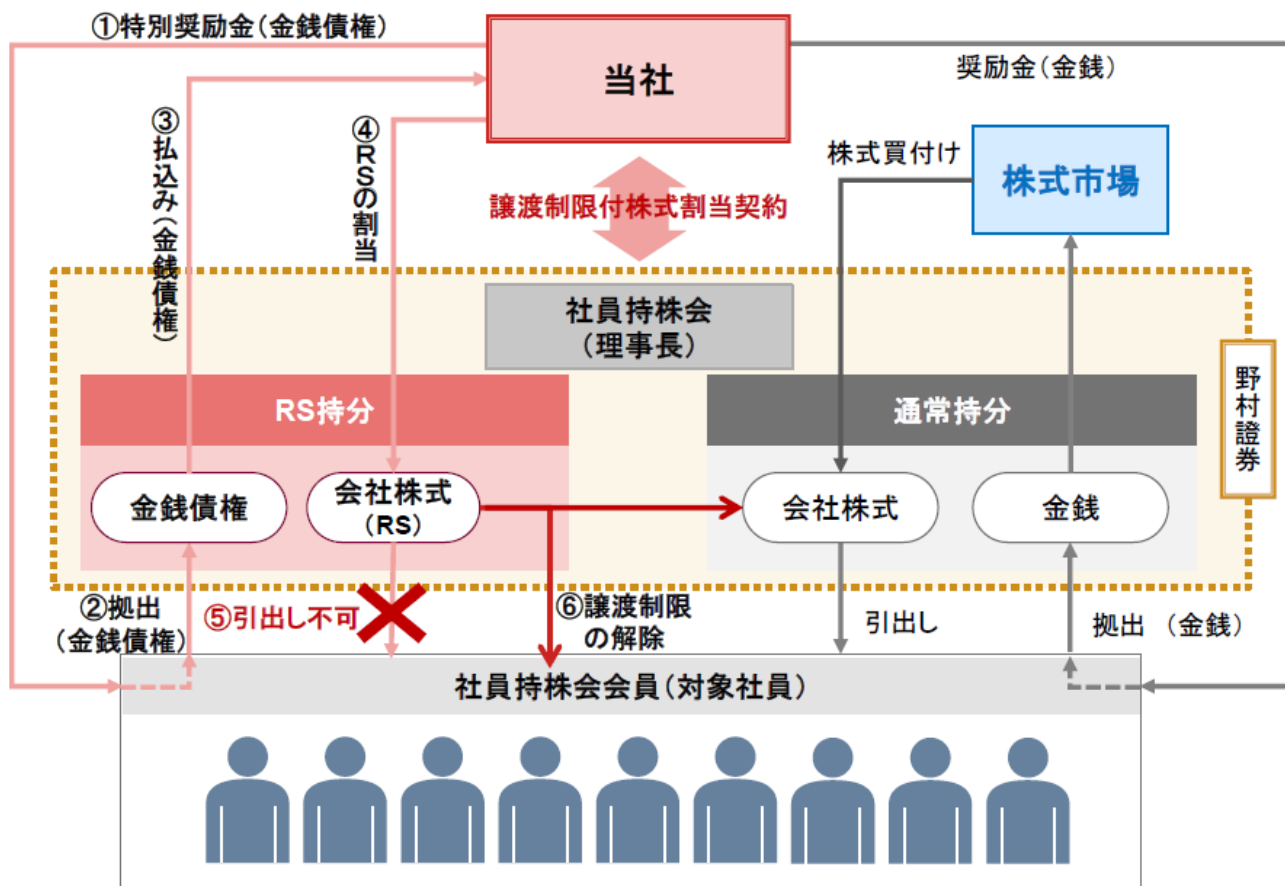 ①特別奨励金（金銭債権）
当社
奨励金（金銭）
③払込み（金銭債権）
④RSの割当
譲渡制限付株式割当契約
株式買付け
株式市場
社員持株会
（理事長）
野村證券
RS持分
通常持分
金銭債権
会社株式
（RS）
会社株式
金銭
②拠出
（金銭債権）
⑤引出し不可
⑥譲渡制限
の解除
引出し
拠出 （金銭）
社員持株会会員（対象社員）